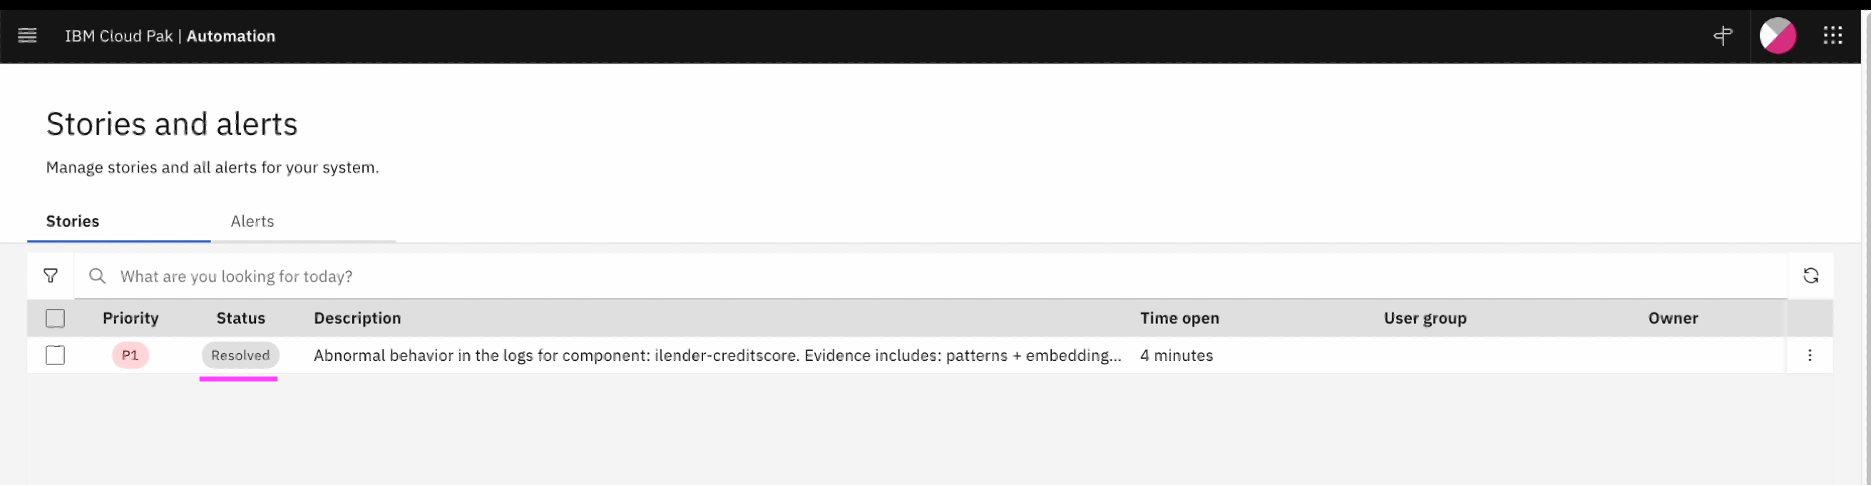 IBM Cloud Pak | Automation
Stories and alerts
Manage stories and all alerts for your system.
Stories Alerts
What are you looking for today?
Priority Status Description Time open User group Owner
P1 Resolved Abnormal behavior in the logs for component: ilender-creditscore. Evidence includes: patterns + embedding... 4 minutes